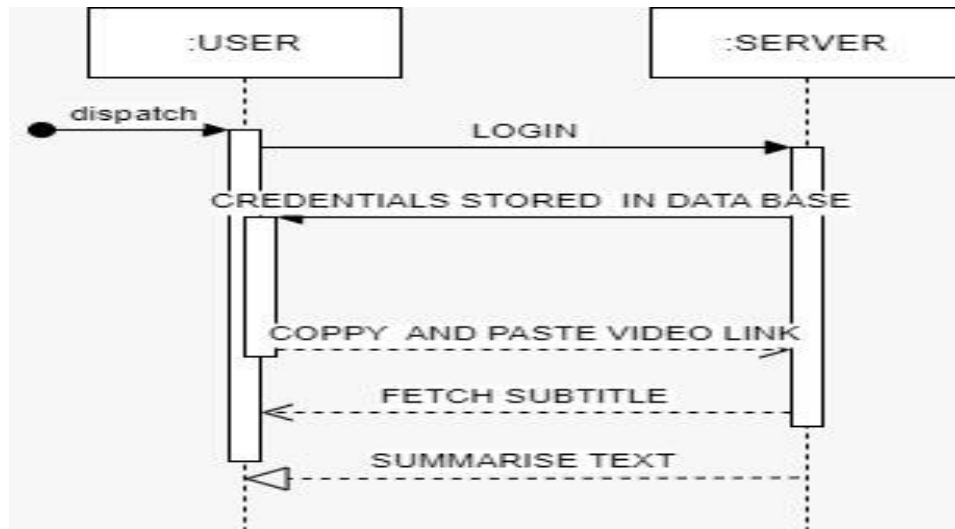 :USER
:SERVER
dispatch
LOGIN
CREDENTIALS STORED IN DATA BASE
COPPY AND PASTE VIDEO LINK
FETCH SUBTITLE
SUMMARISE TEXT